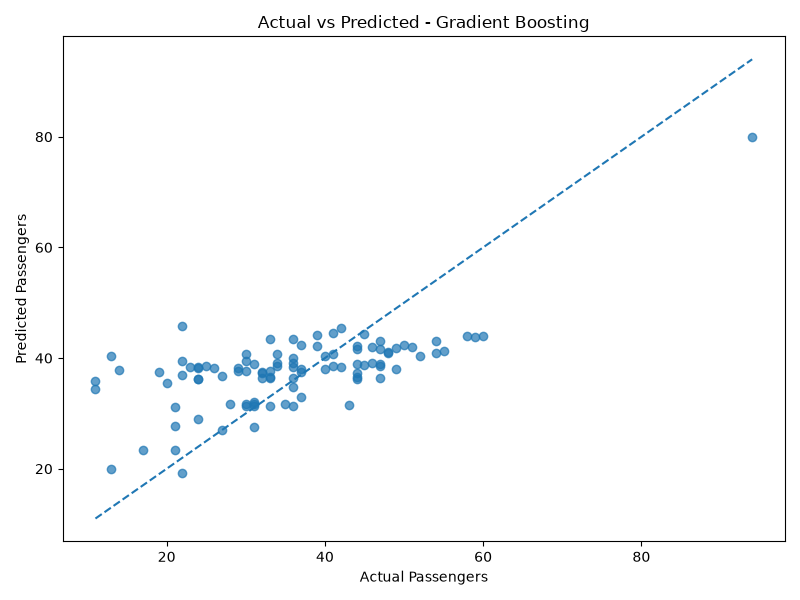 Actual vs Predicted - Gradient Boosting
80
60
40
20
Predicted Passengers
20 40 60 80
Actual Passengers